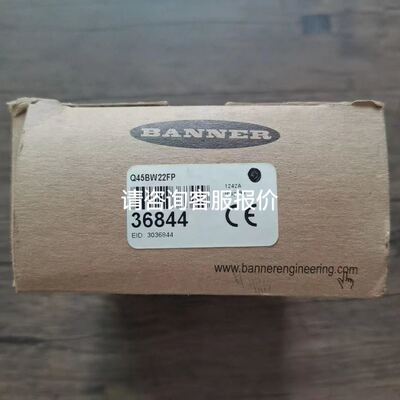 BANNER
Q45BW22FP
1242A
请咨询客服报价
36844
CE
EID: 3036844
www.bannerengineering.com